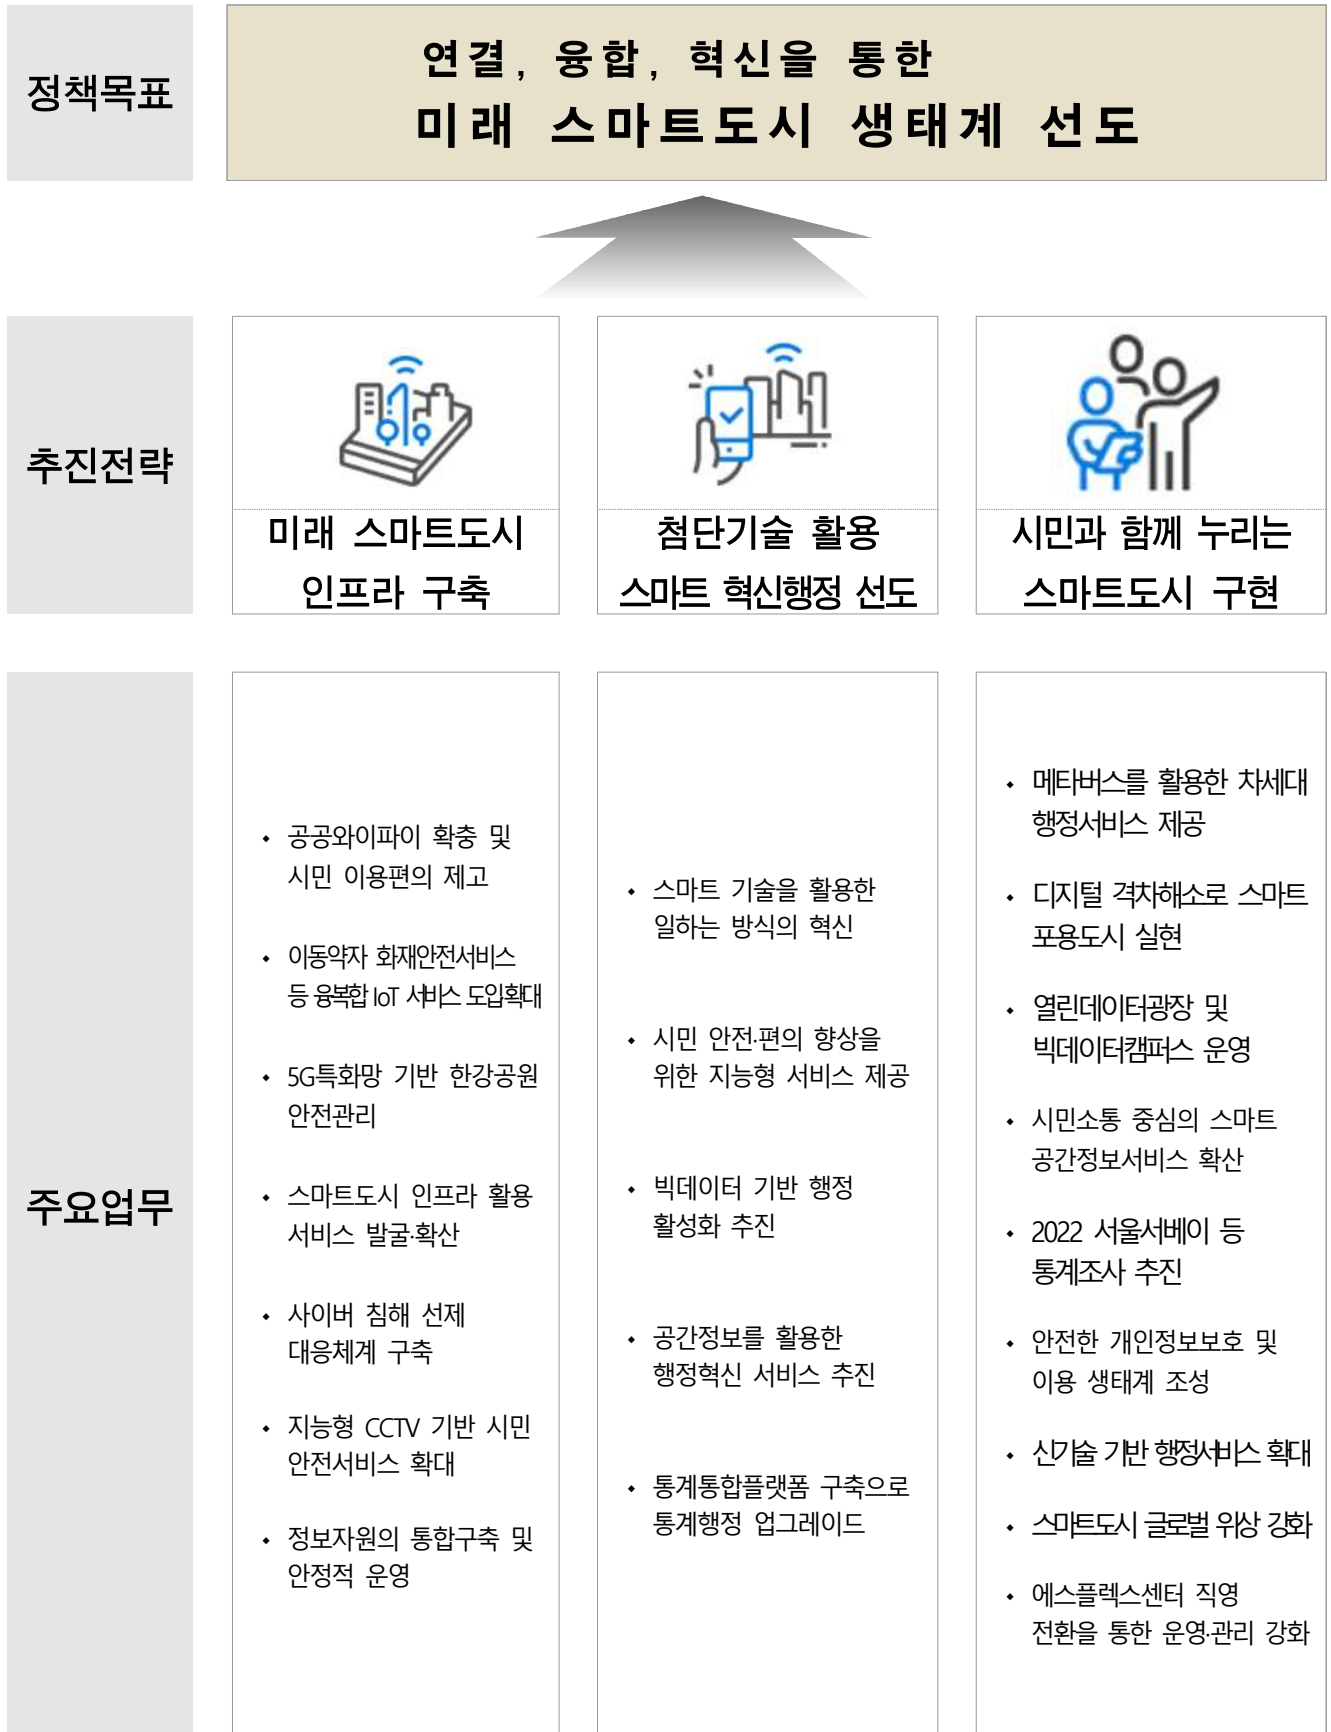 정책목표
연결, 융합, 혁신을 통한
미래 스마트도시 생태계 선도
추진전략
미래 스마트도시
인프라 구축
첨단기술 활용
스마트 혁신행정 선도
시민과 함께 누리는
스마트도시 구현
주요업무
공공와이파이 확충 및
시민 이용편의 제고
이동약자 화재안전서비스
등 융복합 IoT 서비스 도입확대
5G특화망 기반 한강공원
안전관리
스마트도시 인프라 활용
서비스 발굴·확산
사이버 침해 선제
대응체계 구축
지능형 CCTV 기반 시민
안전서비스 확대
정보자원의 통합구축 및
안정적 운영
스마트 기술을 활용한
일하는 방식의 혁신
시민 안전·편의 향상을
위한 지능형 서비스 제공
빅데이터 기반 행정
활성화 추진
공간정보를 활용한
행정혁신 서비스 추진
통계통합플랫폼 구축으로
통계행정 업그레이드
메타버스를 활용한 차세대
행정서비스 제공
디지털 격차해소로 스마트
포용도시 실현
열린데이터광장 및
빅데이터캠퍼스 운영
시민소통 중심의 스마트
공간정보서비스 확산
2022 서울서베이 등
통계조사 추진
안전한 개인정보보호 및
이용 생태계 조성
신기술 기반 행정서비스 확대
스마트도시 글로벌 위상 강화
에스플렉스센터 직영
전환을 통한 운영·관리 강화